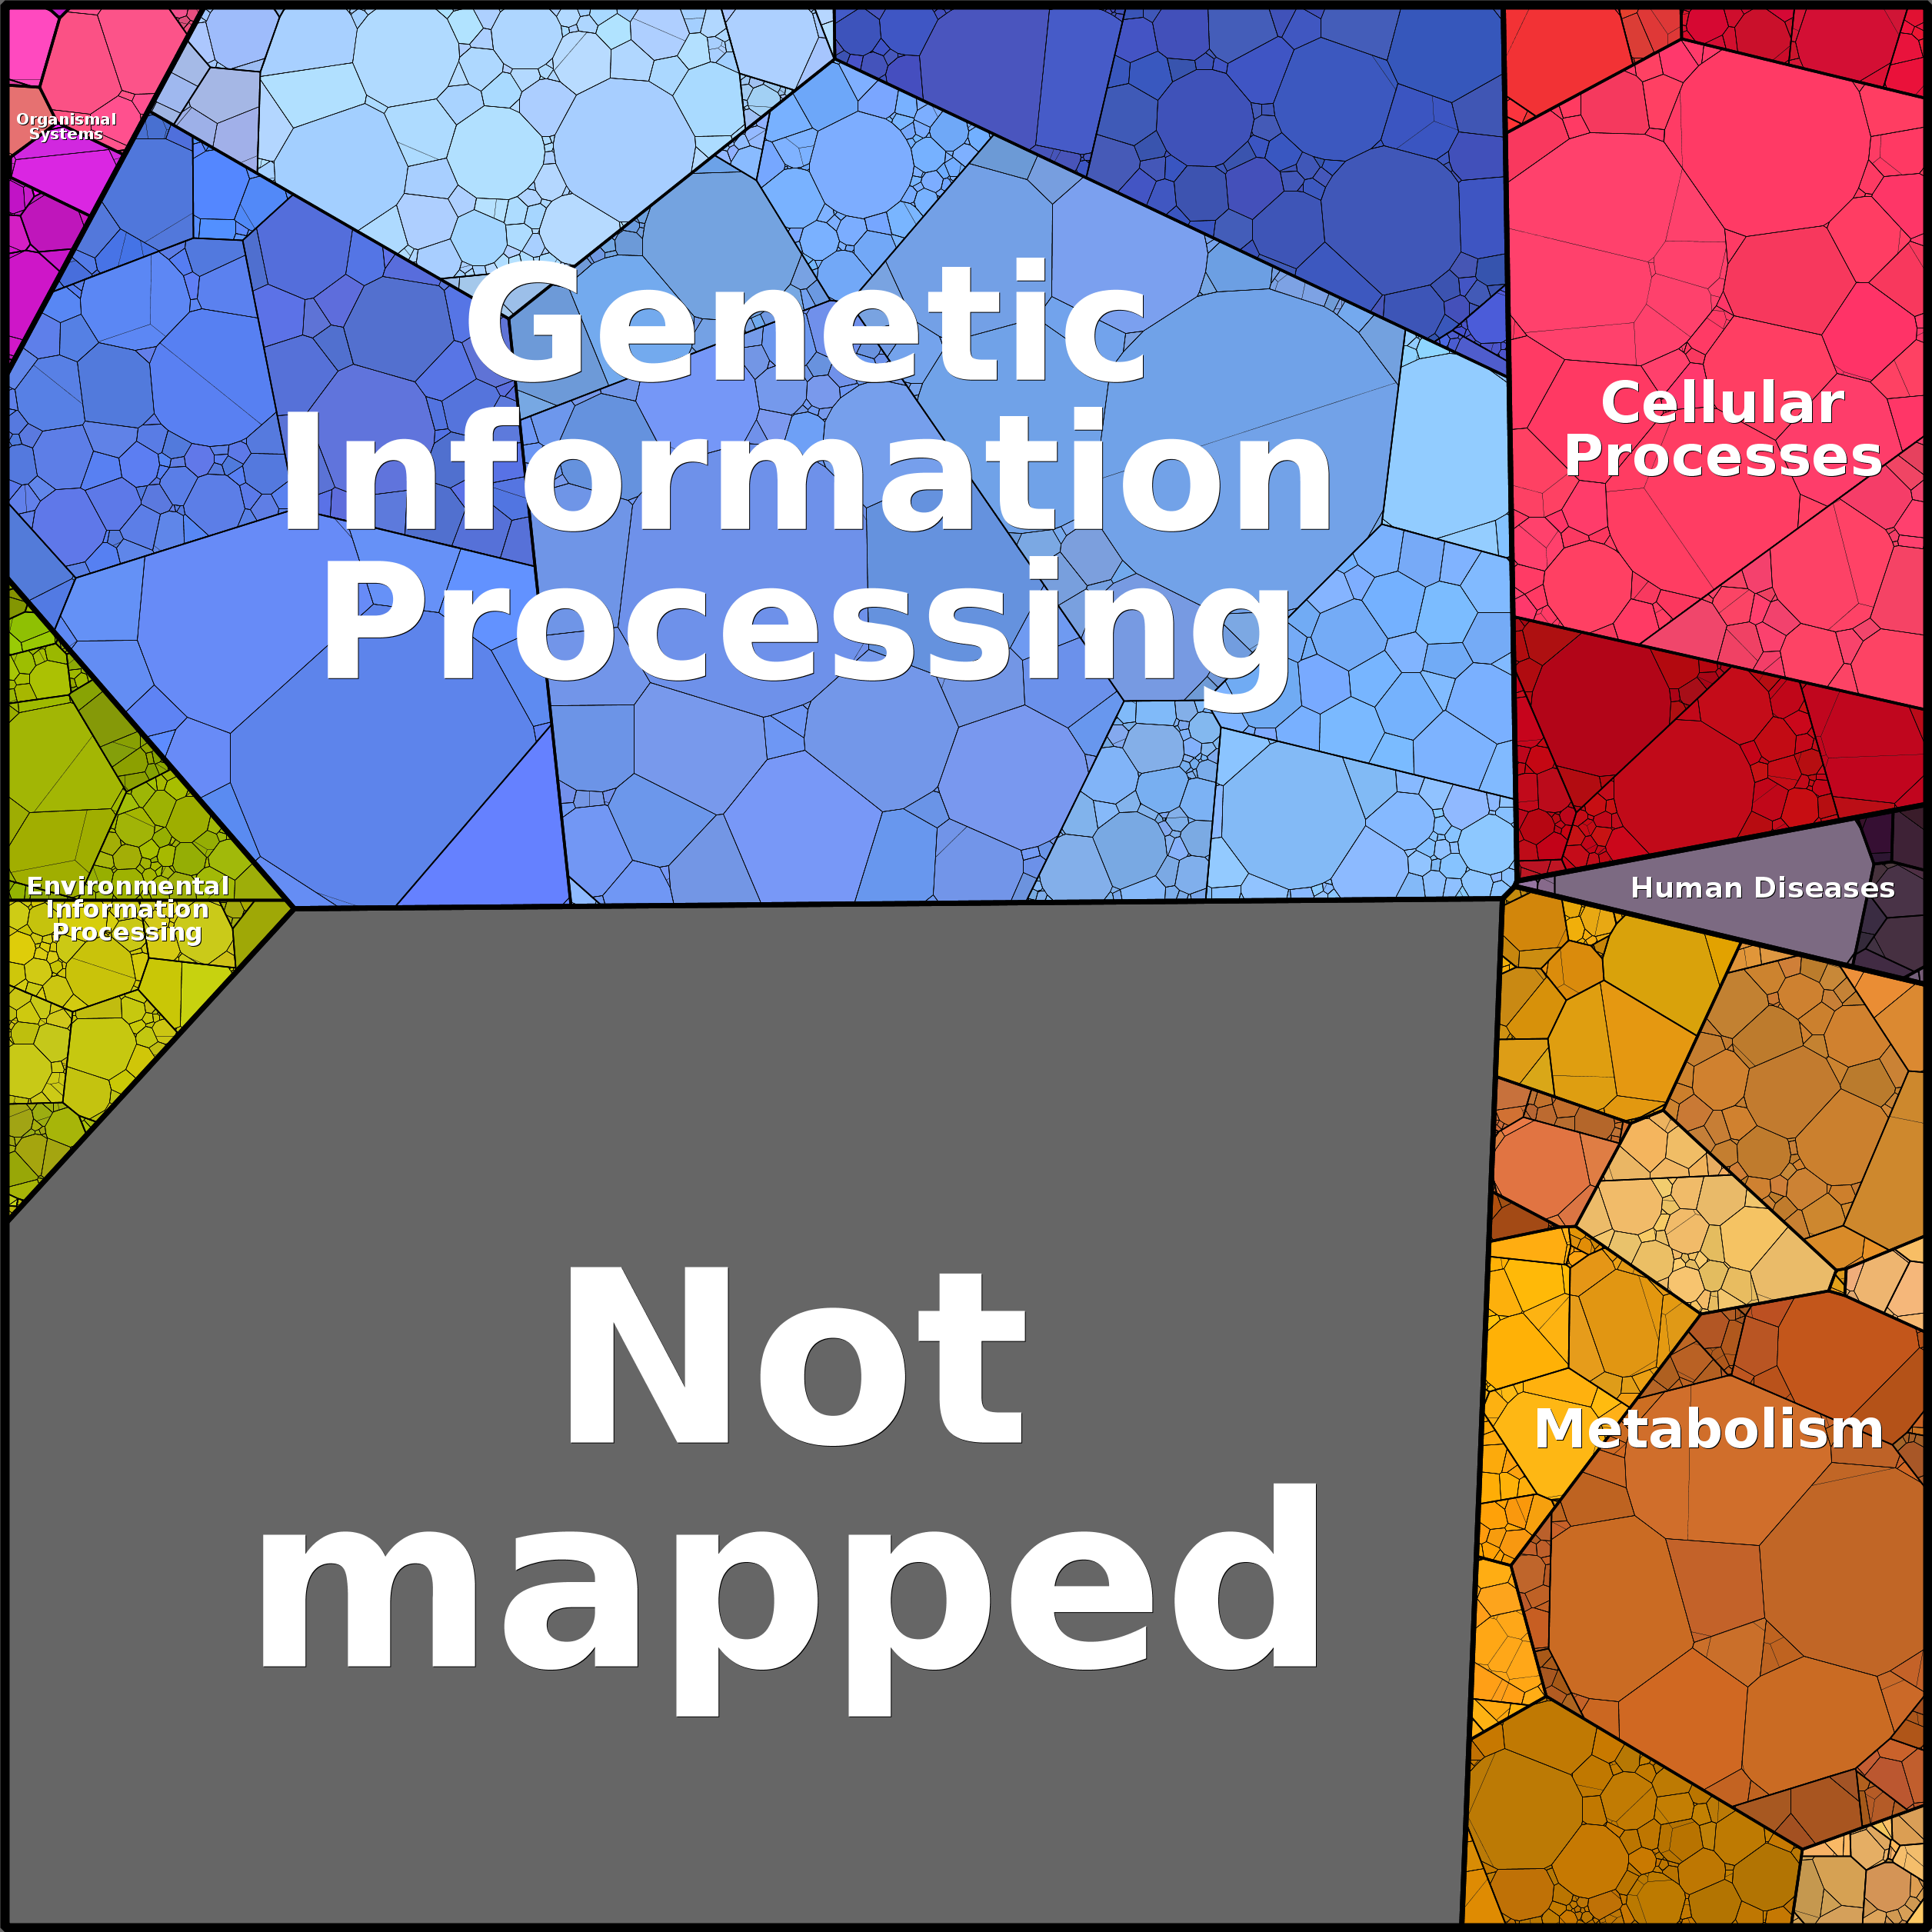 Organismal
Systems
Genetic
Information
Processing
Cellular
Processes
Environmental
Information
Processing
Human Diseases
Not
mapped
Metabolism